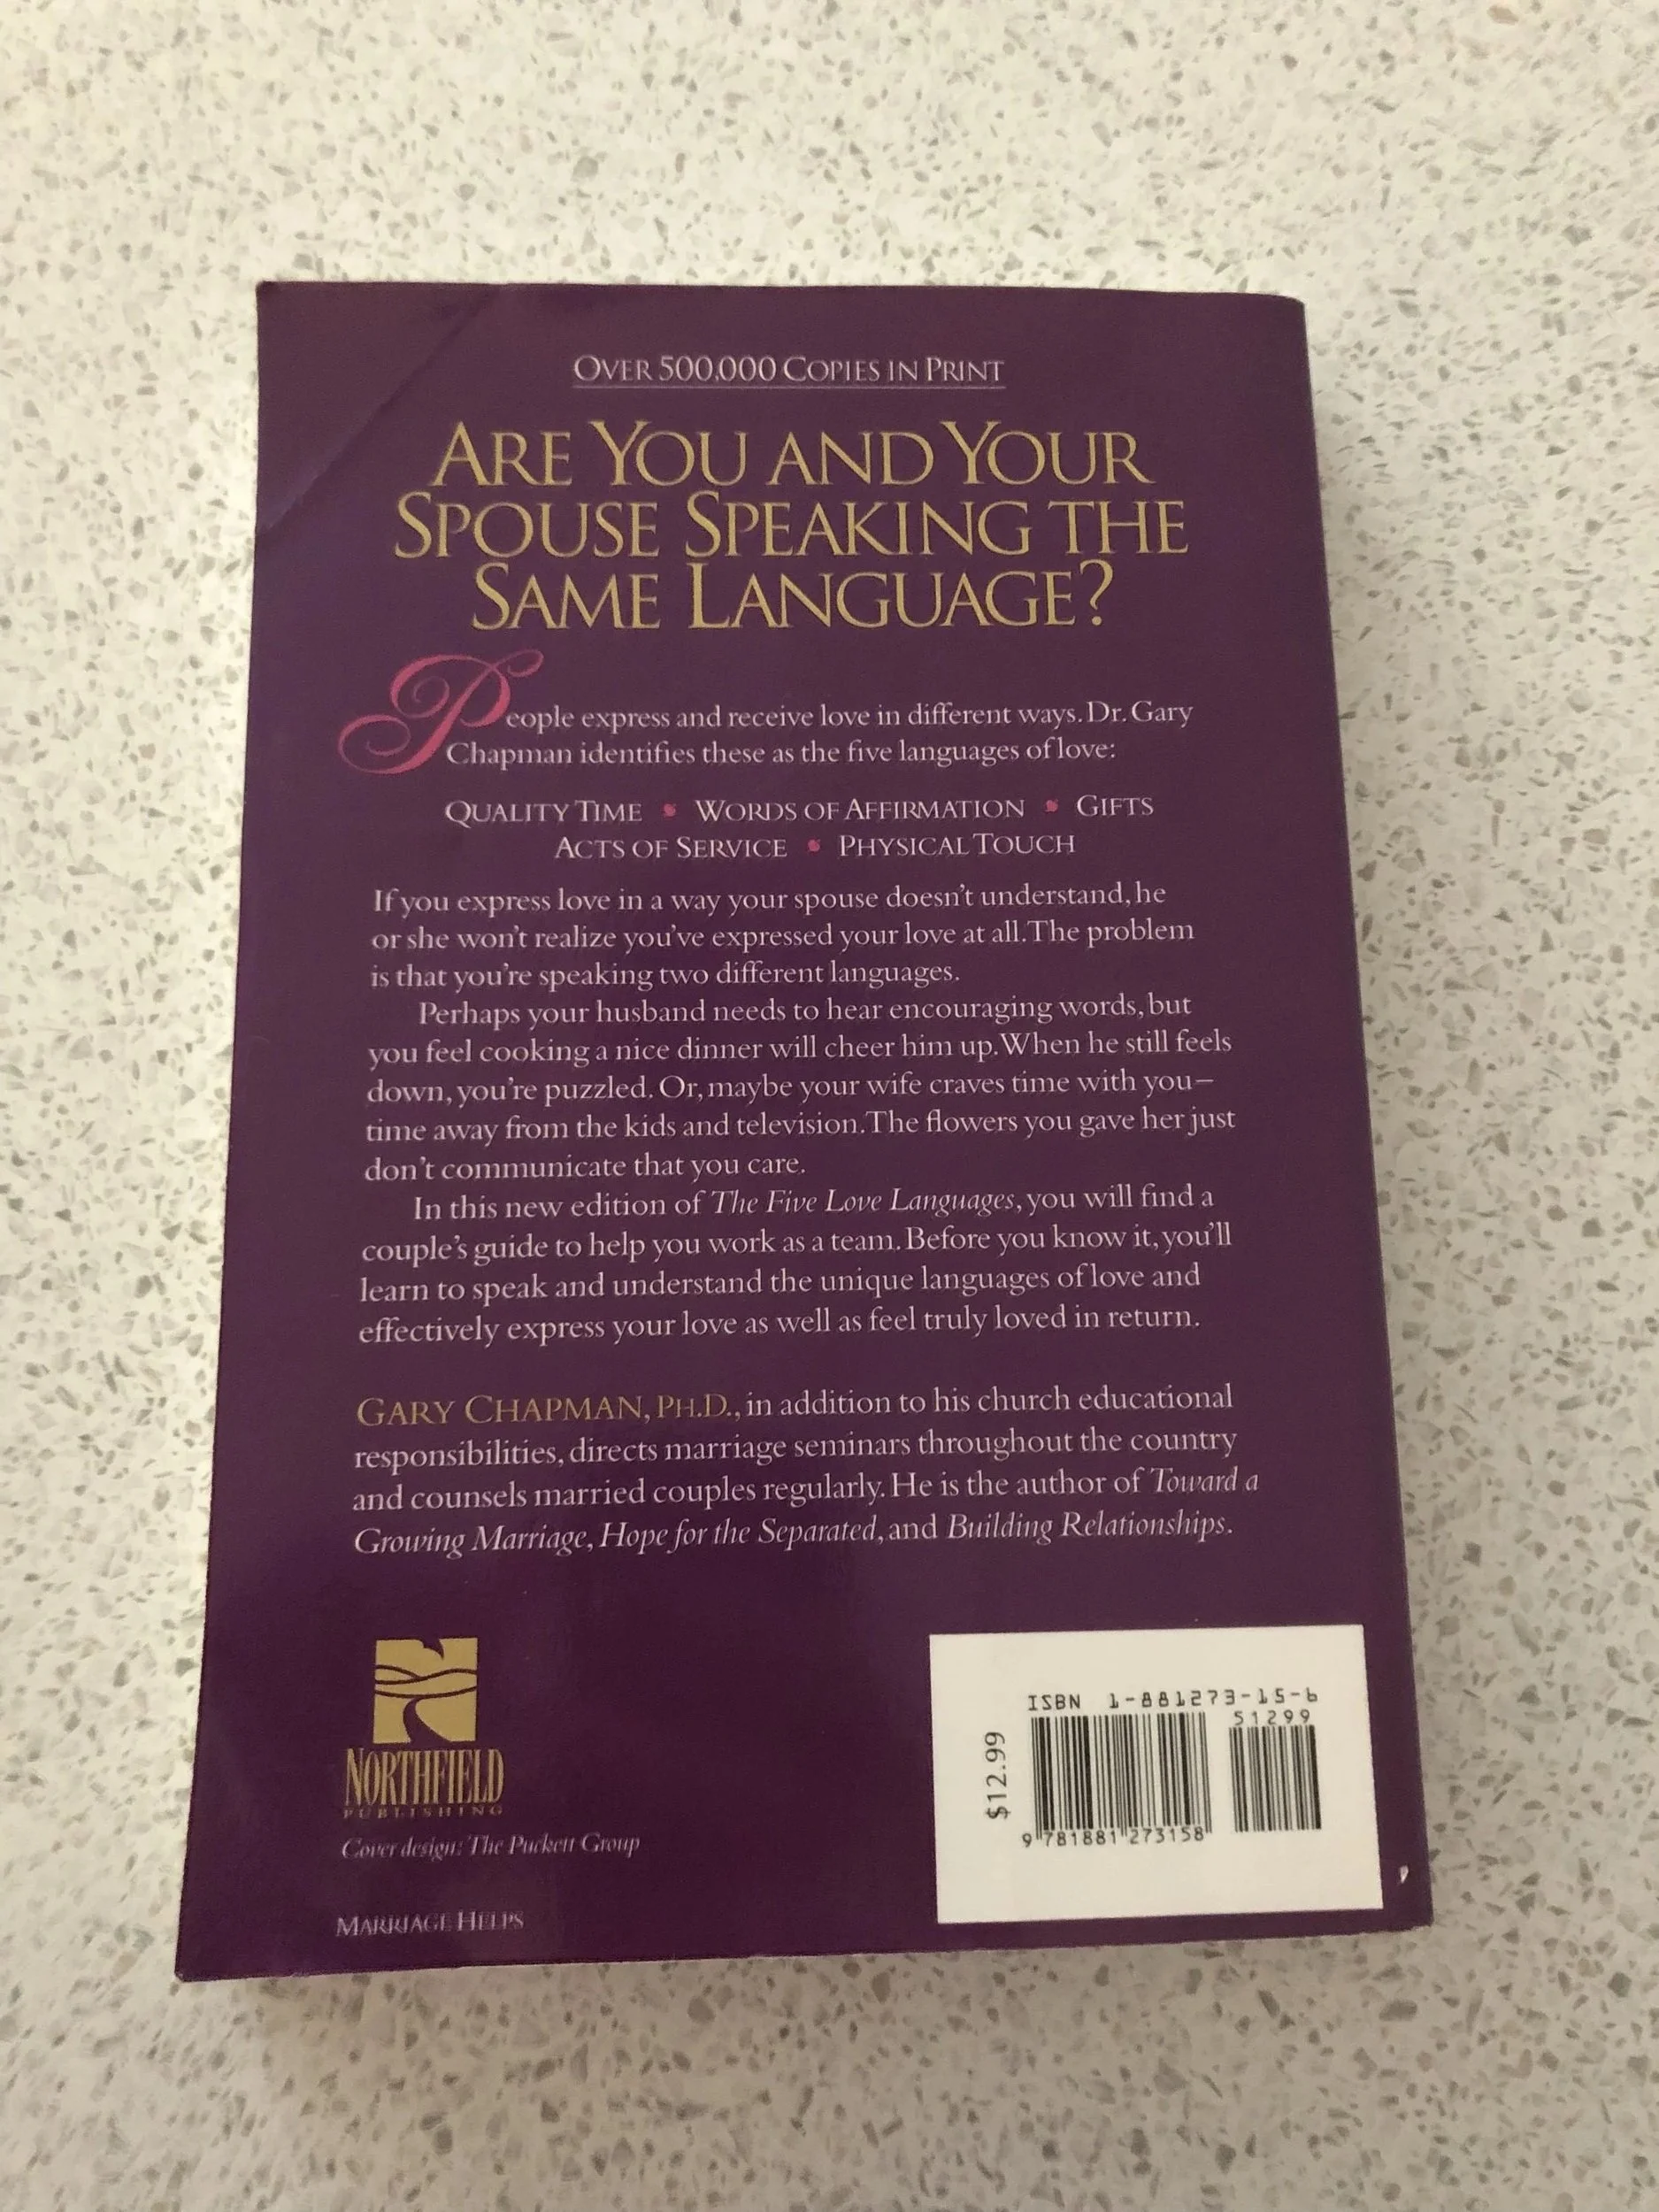 OVER 500,000 COPIES IN PRINT
ARE YOU AND YOUR
SPOUSE SPEAKING THE
SAME LANGUAGE?
People express and receive love in different ways. Dr. Gary
Chapman identifies these as the five languages of love:
QUALITY TIME • WORDS OF AFFIRMATION • GIFTS
ACTS OF SERVICE • PHYSICAL TOUCH
If you express love in a way your spouse doesn't understand, he
or she won't realize you've expressed your love at all. The problem
is that you're speaking two different languages.
Perhaps your husband needs to hear encouraging words, but
you feel cooking a nice dinner will cheer him up. When he still feels
down, you're puzzled. Or, maybe your wife craves time with you–
time away from the kids and television. The flowers you gave her just
don't communicate that you care.
In this new edition of The Five Love Languages, you will find a
couple's guide to help you work as a team. Before you know it, you'll
learn to speak and understand the unique languages of love and
effectively express your love as well as feel truly loved in return.
GARY CHAPMAN, PH.D., in addition to his church educational
responsibilities, directs marriage seminars throughout the country
and counsels married couples regularly. He is the author of Toward a
Growing Marriage, Hope for the Separated, and Building Relationships.
NORTHFIELD
PUBLISHING
Cover design: The Puckett Group
MARRIAGE HELPS
ISBN 1-881273-15-6
51299
$12.99
9 781881 273158